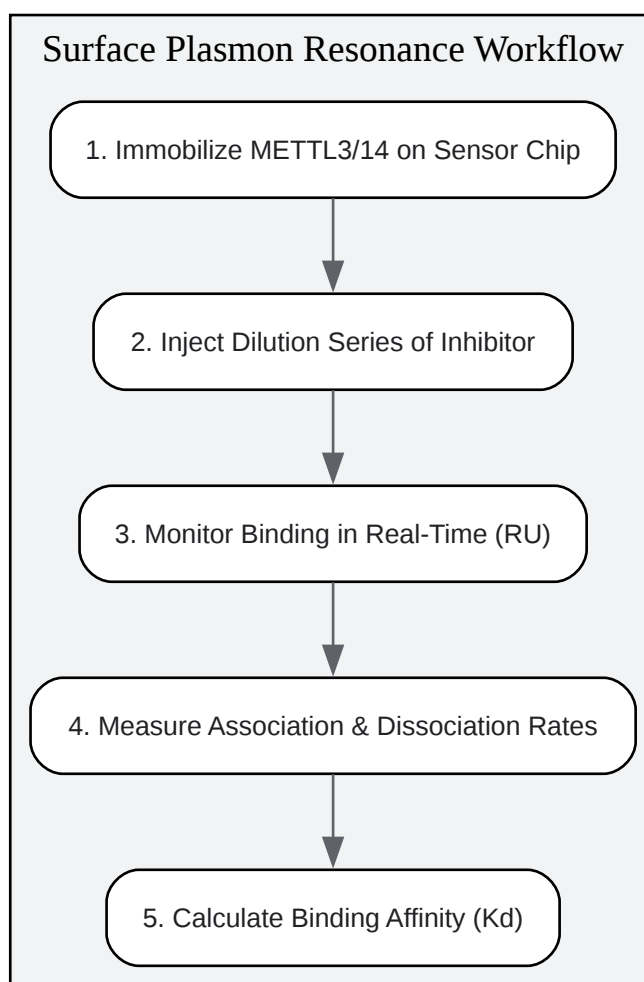 Surface Plasmon Resonance Workflow
1. Immobilize METTL3/14 on Sensor Chip
2. Inject Dilution Series of Inhibitor
3. Monitor Binding in Real-Time (RU)
4. Measure Association & Dissociation Rates
5. Calculate Binding Affinity (Kd)